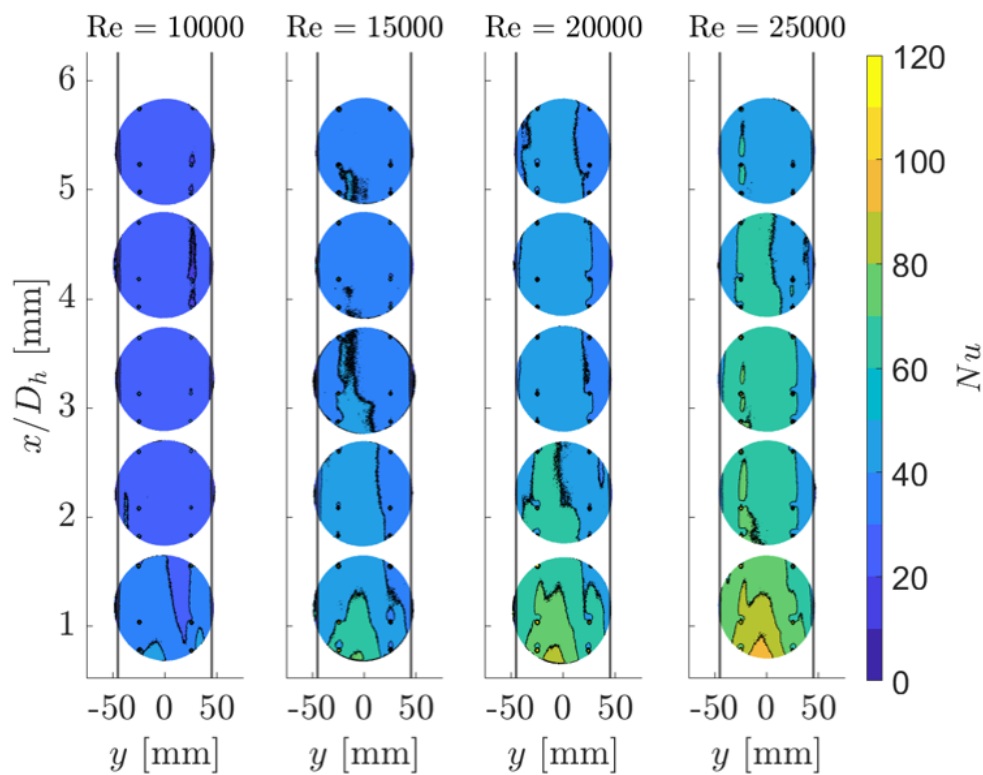 Re = 10000 Re = 15000 Re = 20000 Re = 25000
6
5
4
3
2
1
x/D_h [mm]
-50 0 50 -50 0 50 -50 0 50 -50 0 50
y [mm] y [mm] y [mm] y [mm]
120
100
80
60
40
20
0
Nu